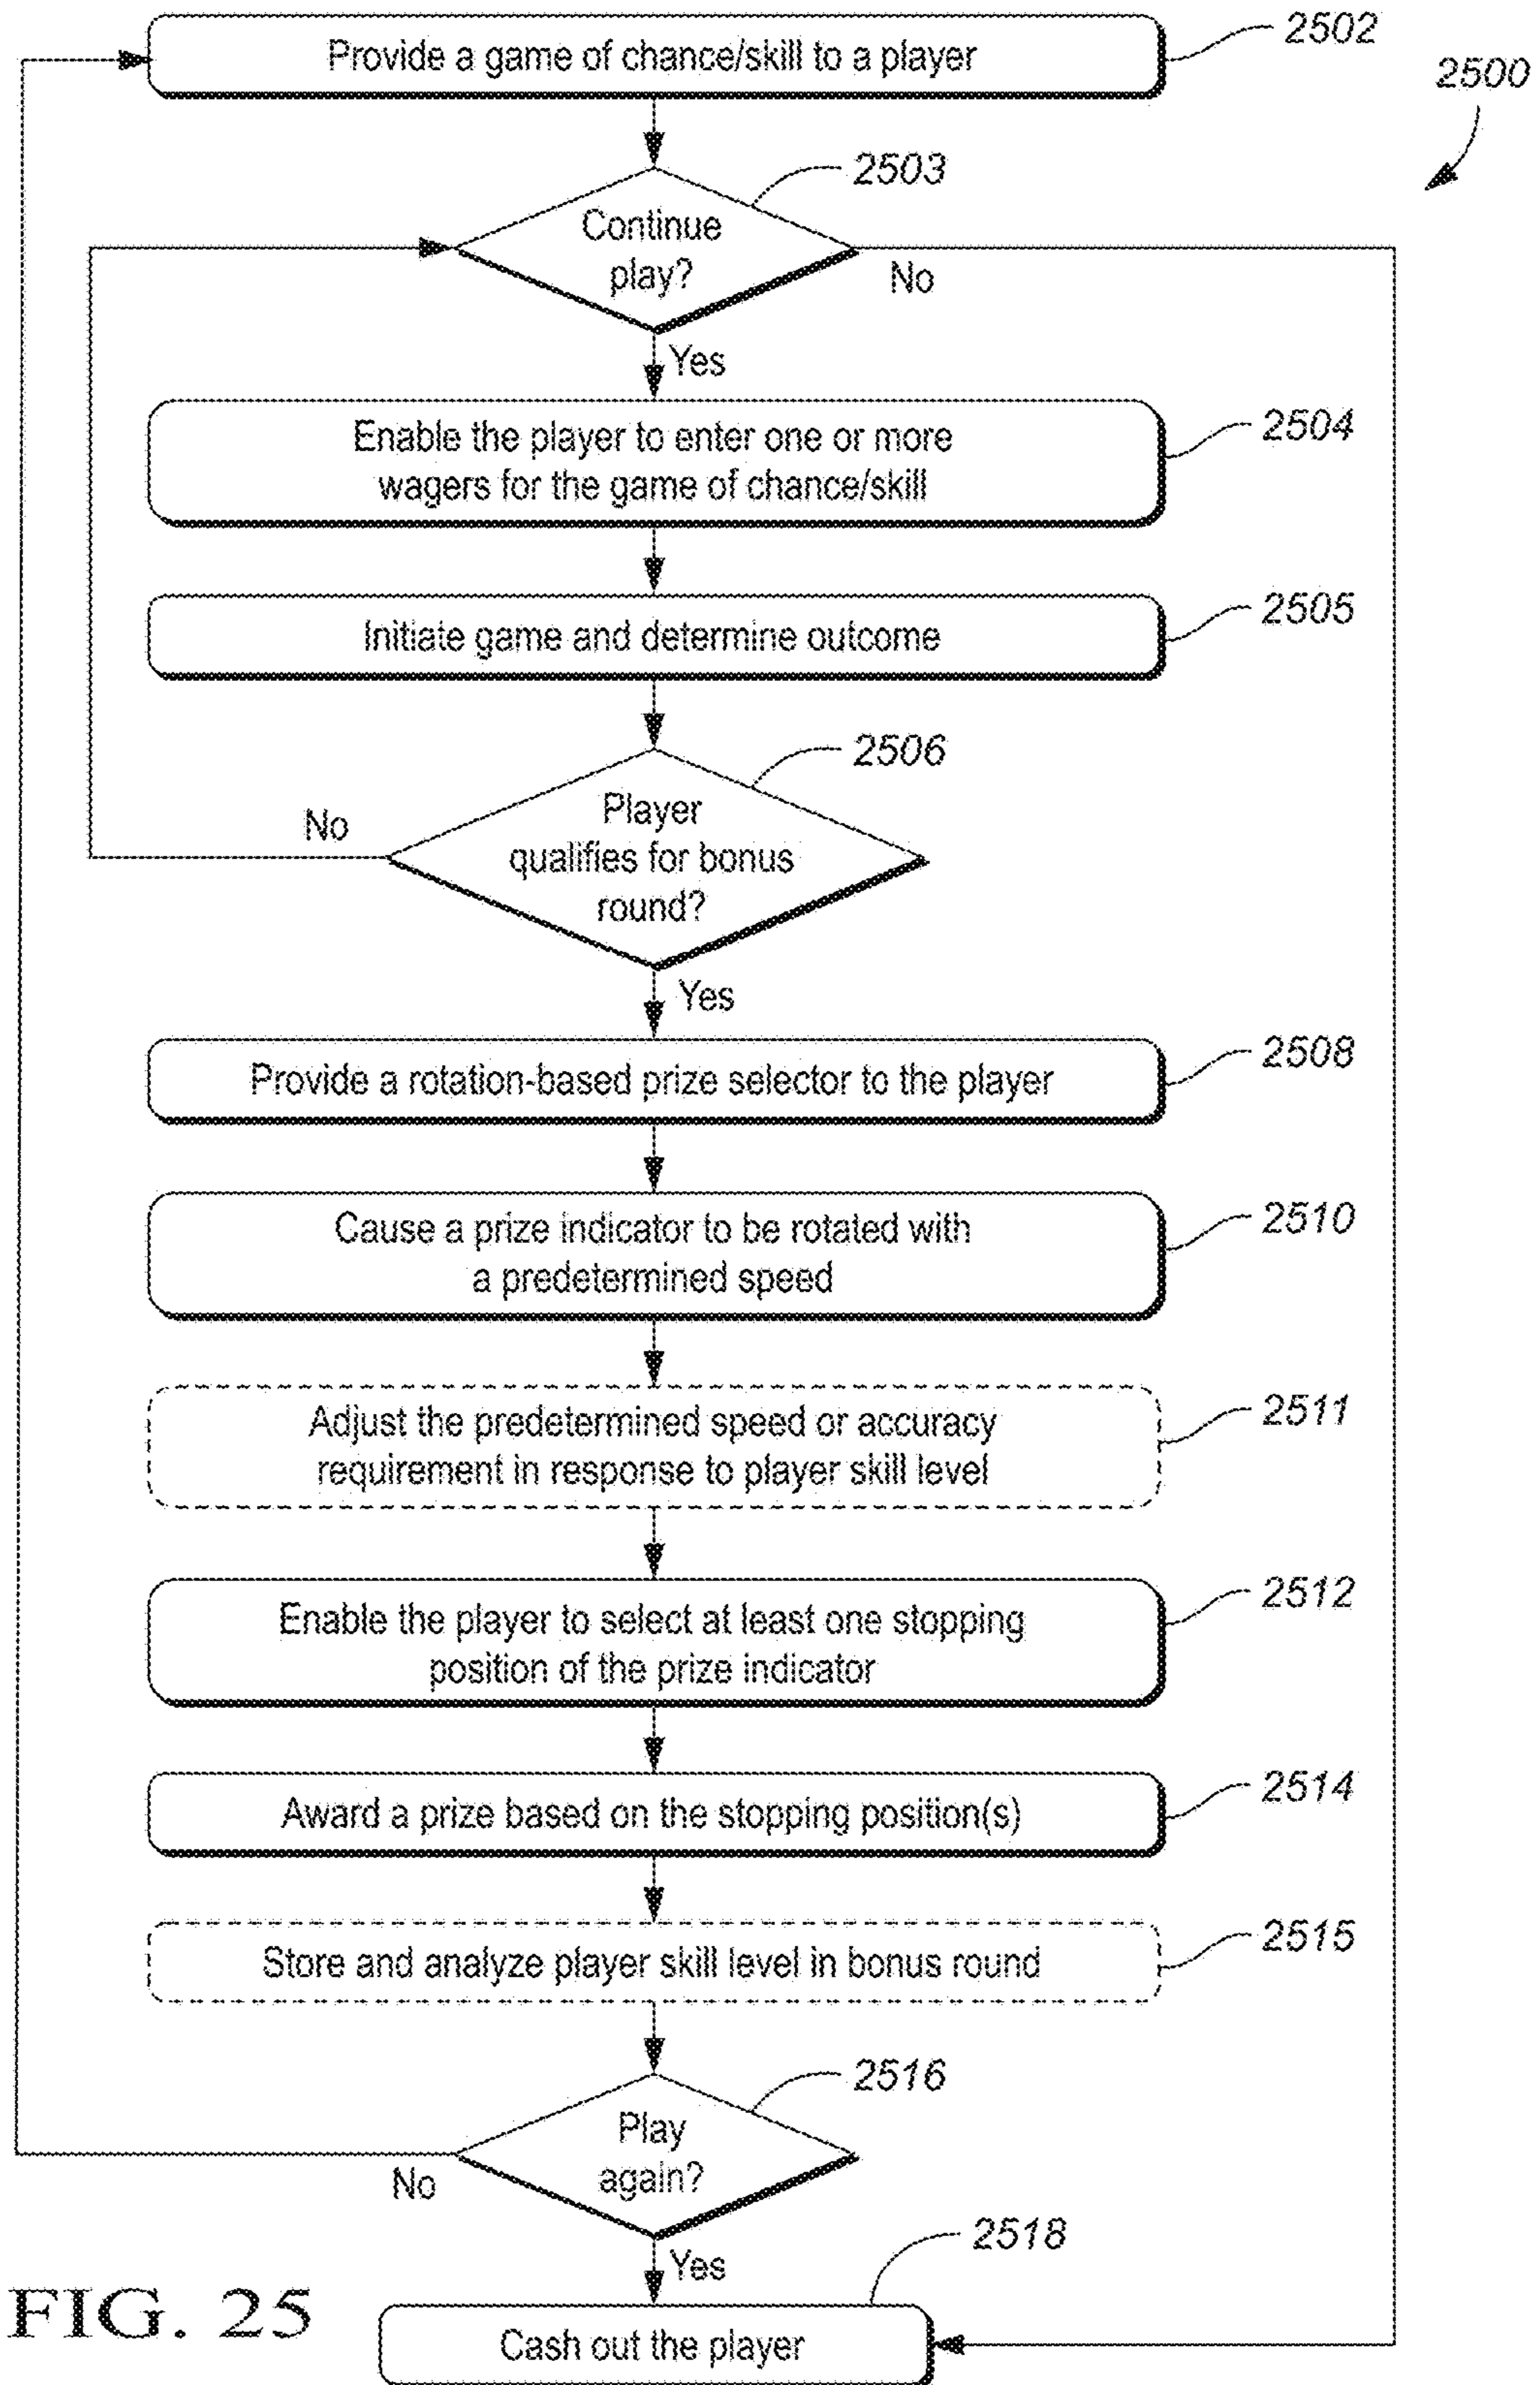 Provide a game of chance/skill to a player
2502
2500
2503
Continue
play?
No
Yes
Enable the player to enter one or more
wagers for the game of chance/skill
2504
Initiate game and determine outcome
2505
2506
Player
qualifies for bonus
round?
No
Yes
Provide a rotation-based prize selector to the player
2508
Cause a prize indicator to be rotated with
a predetermined speed
2510
Adjust the predetermined speed or accuracy
requirement in response to player skill level
2511
Enable the player to select at least one stopping
position of the prize indicator
2512
Award a prize based on the stopping position(s)
2514
Store and analyze player skill level in bonus round
2515
2516
Play
again?
No
Yes
2518
Cash out the player
FIG. 25